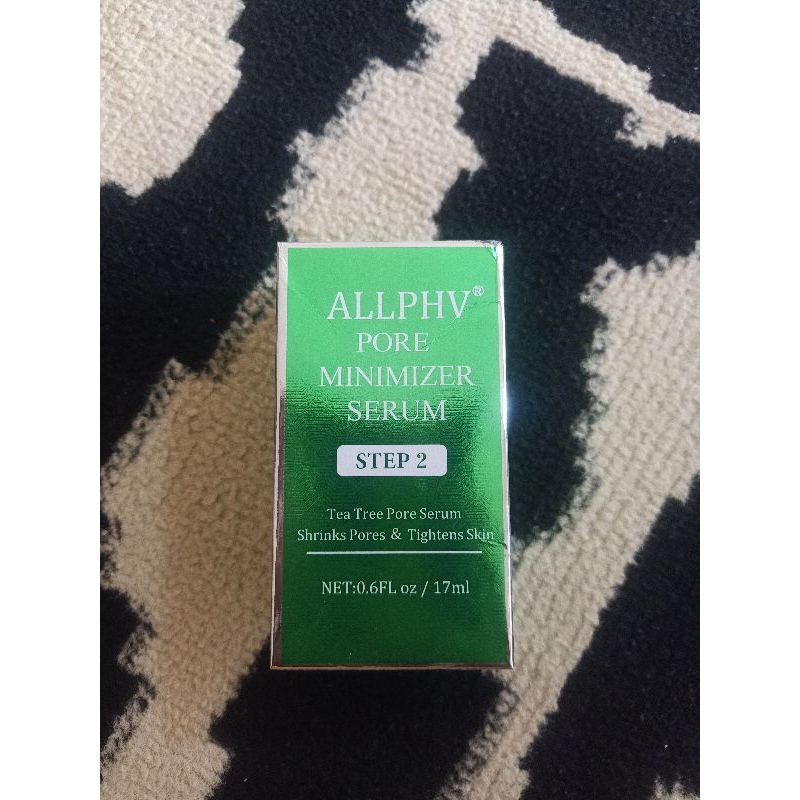 ALLPHV®
PORE
MINIMIZER
SERUM
STEP 2
Tea Tree Pore Serum
Shrinks Pores & Tightens Skin
NET:0.6FL oz / 17ml